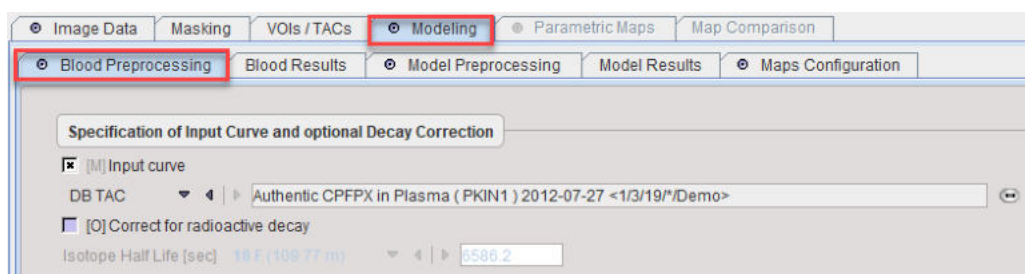 Image Data Masking VOIs / TACs Modeling Parametric Maps Map Comparison
Blood Preprocessing Blood Results Model Preprocessing Model Results Maps Configuration
Specification of Input Curve and optional Decay Correction
[M] Input curve
DB TAC Authentic CPFPX in Plasma ( PKIN1 ) 2012-07-27 <1/3/19/*/Demo>
[O] Correct for radioactive decay
Isotope Half Life [sec] 18 F (109.77 m) 6586.2